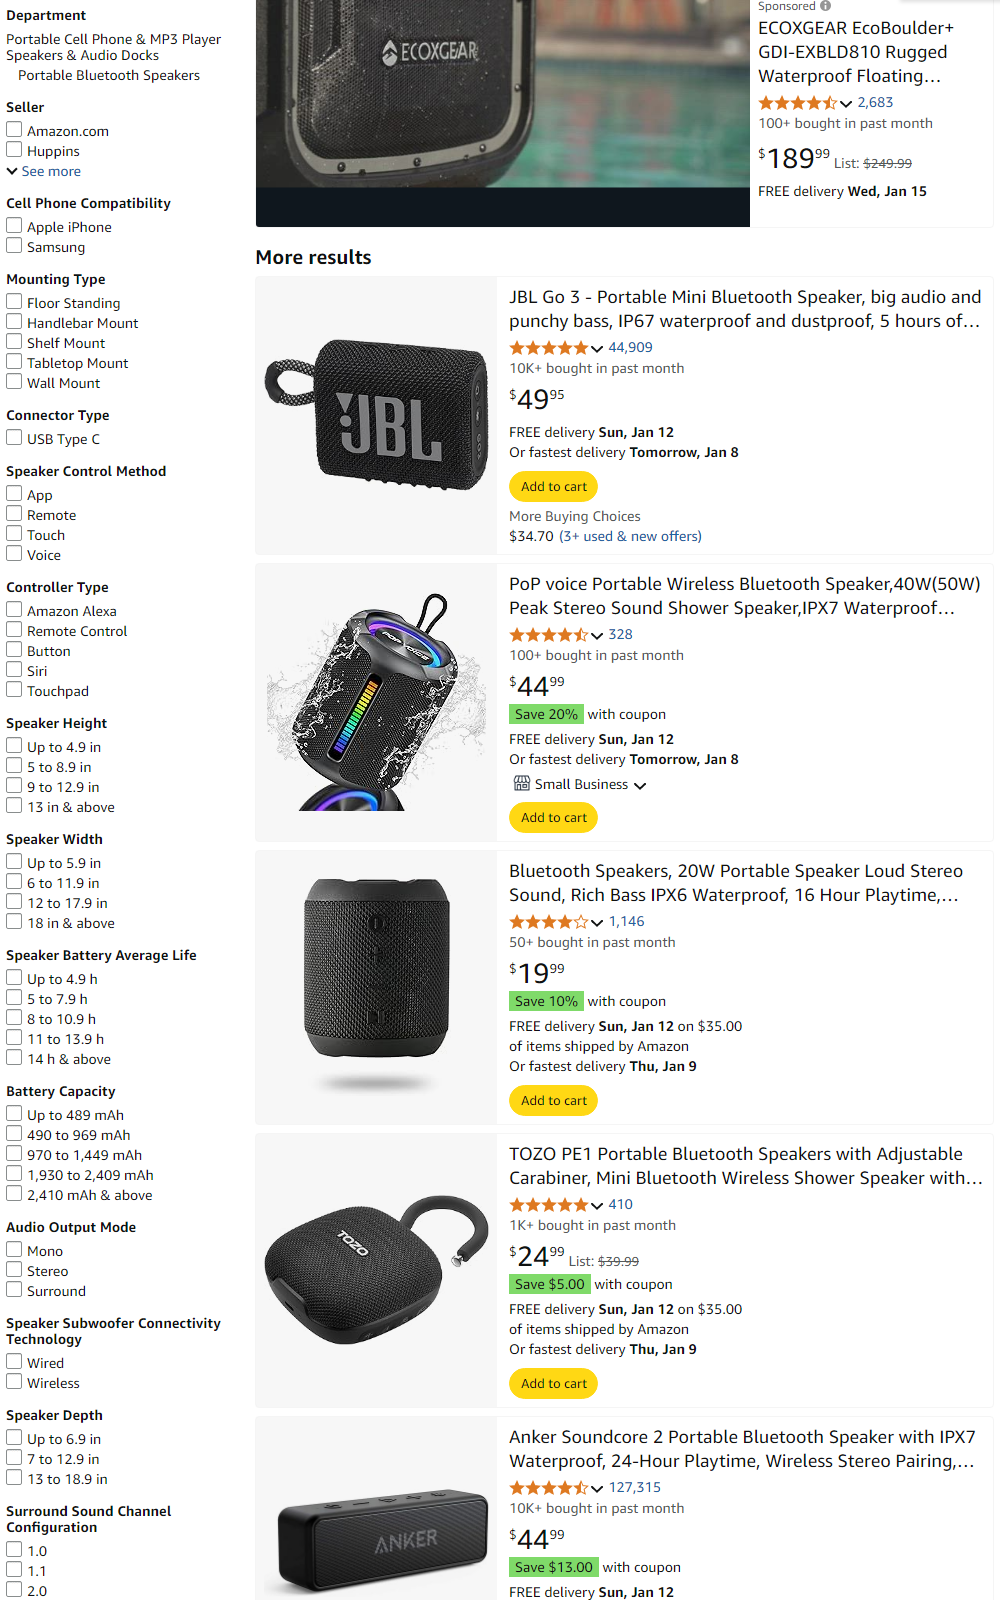 Department
Portable Cell Phone & MP3 Player
Speakers & Audio Docks
Portable Bluetooth Speakers
Seller
Amazon.com
Huppins
See more
Cell Phone Compatibility
Apple iPhone
Samsung
Mounting Type
Floor Standing
Handlebar Mount
Shelf Mount
Tabletop Mount
Wall Mount
Connector Type
USB Type C
Speaker Control Method
App
Remote
Touch
Voice
Controller Type
Amazon Alexa
Remote Control
Button
Siri
Touchpad
Speaker Height
Up to 4.9 in
5 to 8.9 in
9 to 12.9 in
13 in & above
Speaker Width
Up to 5.9 in
6 to 11.9 in
12 to 17.9 in
18 in & above
Speaker Battery Average Life
Up to 4.9 h
5 to 7.9 h
8 to 10.9 h
11 to 13.9 h
14 h & above
Battery Capacity
Up to 489 mAh
490 to 969 mAh
970 to 1,449 mAh
1,930 to 2,409 mAh
2,410 mAh & above
Audio Output Mode
Mono
Stereo
Surround
Speaker Subwoofer Connectivity
Technology
Wired
Wireless
Speaker Depth
Up to 6.9 in
7 to 12.9 in
13 to 18.9 in
Surround Sound Channel
Configuration
1.0
1.1
2.0
ECOXGEAR
Sponsored
ECOXGEAR EcoBoulder+
GDI-EXBLD810 Rugged
Waterproof Floating…
2,683
100+ bought in past month
$189.99 List: $249.99
FREE delivery Wed, Jan 15
More results
JBL
JBL Go 3 - Portable Mini Bluetooth Speaker, big audio and
punchy bass, IP67 waterproof and dustproof, 5 hours of…
44,909
10K+ bought in past month
$49.95
FREE delivery Sun, Jan 12
Or fastest delivery Tomorrow, Jan 8
Add to cart
More Buying Choices
$34.70 (3+ used & new offers)
POP VOICE
PoP voice Portable Wireless Bluetooth Speaker,40W(50W)
Peak Stereo Sound Shower Speaker,IPX7 Waterproof…
328
100+ bought in past month
$44.99
Save 20% with coupon
FREE delivery Sun, Jan 12
Or fastest delivery Tomorrow, Jan 8
Small Business
Add to cart
Bluetooth Speakers, 20W Portable Speaker Loud Stereo
Sound, Rich Bass IPX6 Waterproof, 16 Hour Playtime,…
1,146
50+ bought in past month
$19.99
Save 10% with coupon
FREE delivery Sun, Jan 12 on $35.00
of items shipped by Amazon
Or fastest delivery Thu, Jan 9
Add to cart
TOZO
TOZO PE1 Portable Bluetooth Speakers with Adjustable
Carabiner, Mini Bluetooth Wireless Shower Speaker with…
410
1K+ bought in past month
$24.99 List: $39.99
Save $5.00 with coupon
FREE delivery Sun, Jan 12 on $35.00
of items shipped by Amazon
Or fastest delivery Thu, Jan 9
Add to cart
ANKER
Anker Soundcore 2 Portable Bluetooth Speaker with IPX7
Waterproof, 24-Hour Playtime, Wireless Stereo Pairing,…
127,315
10K+ bought in past month
$44.99
Save $13.00 with coupon
FREE delivery Sun, Jan 12